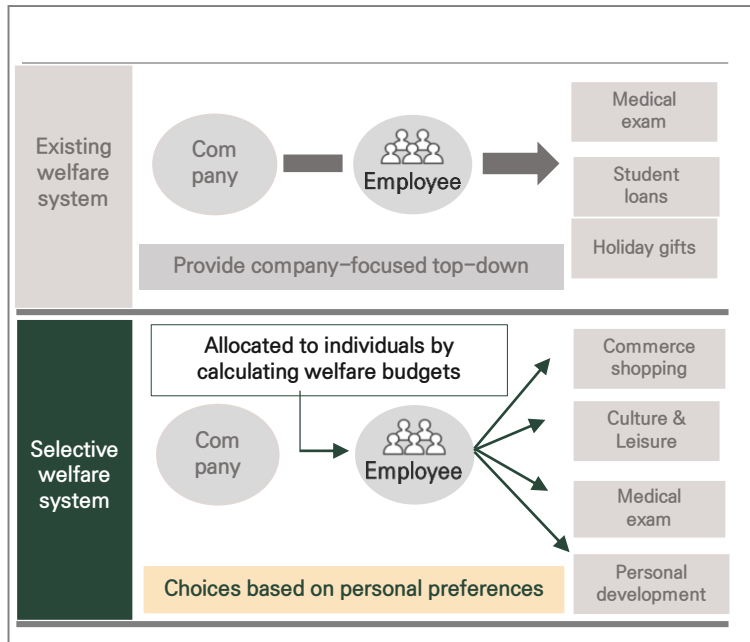 Existing
welfare
system
Com
pany
Employee
Medical
exam
Student
loans
Holiday gifts
Provide company-focused top-down
Selective
welfare
system
Allocated to individuals by
calculating welfare budgets
Com
pany
Employee
Commerce
shopping
Culture &
Leisure
Medical
exam
Personal
development
Choices based on personal preferences